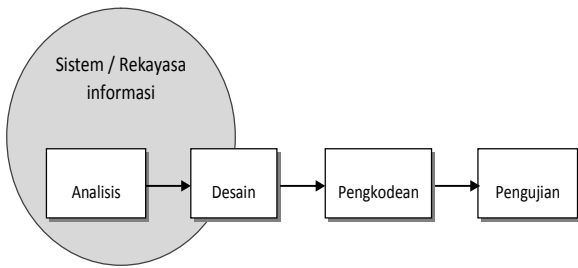 Sistem / Rekayasa
informasi
Analisis
Desain
Pengkodean
Pengujian